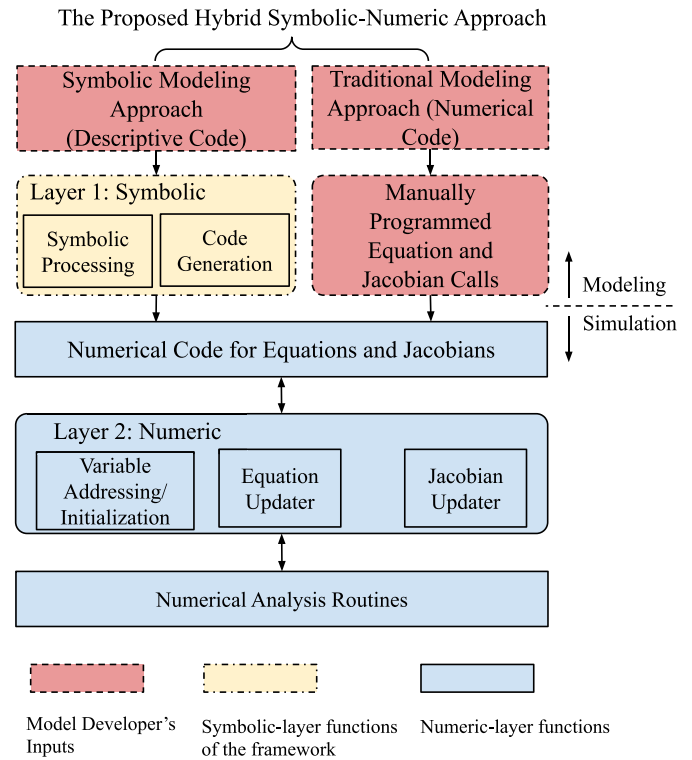 The Proposed Hybrid Symbolic-Numeric Approach
Symbolic Modeling
Approach
(Descriptive Code)
Traditional Modeling
Approach (Numerical
Code)
Layer 1: Symbolic
Symbolic
Processing
Code
Generation
Manually
Programmed
Equation and
Jacobian Calls
Modeling
Simulation
Numerical Code for Equations and Jacobians
Layer 2: Numeric
Variable
Addressing/
Initialization
Equation
Updater
Jacobian
Updater
Numerical Analysis Routines
Model Developer's
Inputs
Symbolic-layer functions
of the framework
Numeric-layer functions